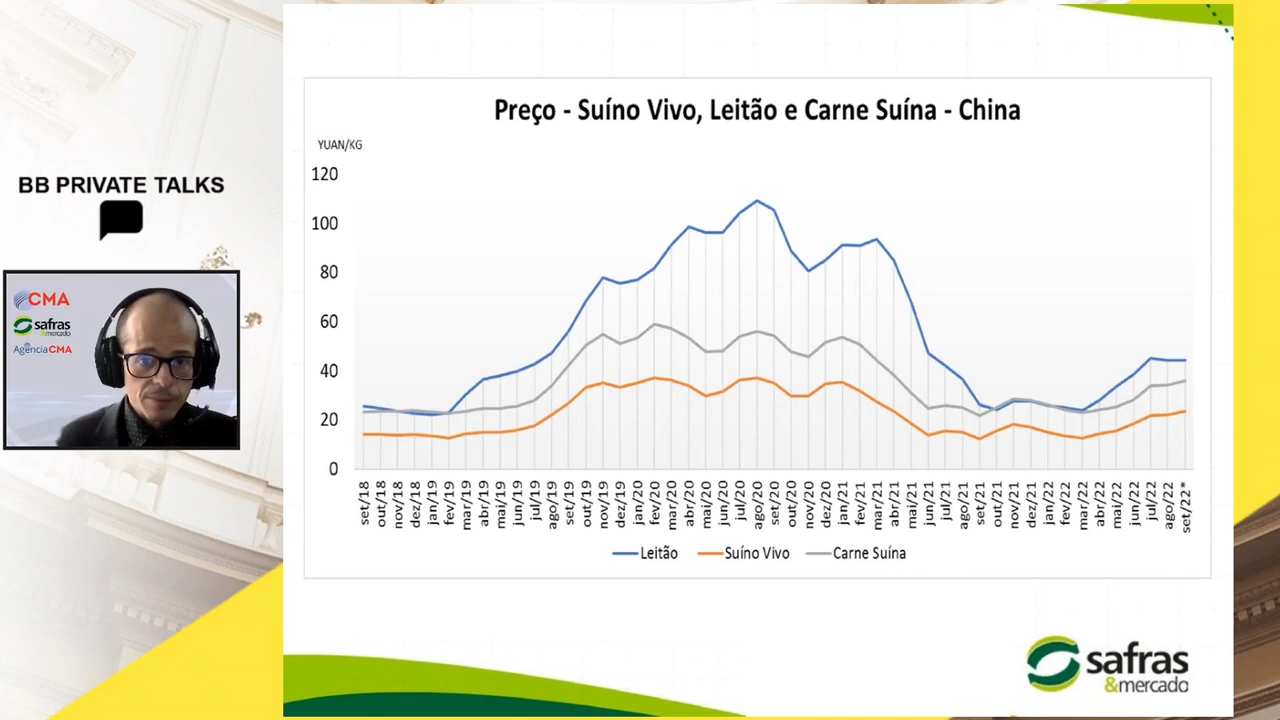 BB PRIVATE TALKS
CMA
safras
&mercado
AgênciaCMA
Preço - Suíno Vivo, Leitão e Carne Suína - China
YUAN/KG
120
100
80
60
40
20
0
set/18
out/18
nov/18
dez/18
jan/19
fev/19
mar/19
abr/19
mai/19
jun/19
jul/19
ago/19
set/19
out/19
nov/19
dez/19
jan/20
fev/20
mar/20
abr/20
mai/20
jun/20
jul/20
ago/20
set/20
out/20
nov/20
dez/20
jan/21
fev/21
mar/21
abr/21
mai/21
jun/21
jul/21
ago/21
set/21
out/21
nov/21
dez/21
jan/22
fev/22
mar/22
abr/22
mai/22
jun/22
jul/22
ago/22
set/22*
Leitão Suíno Vivo Carne Suína
safras
&mercado